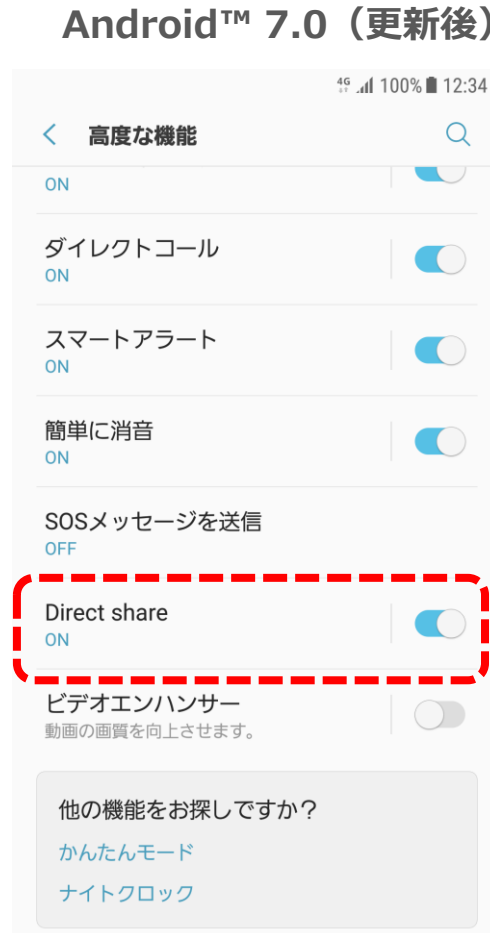 Android™ 7.0（更新後）
4G 100% 12:34
高度な機能
ON
ダイレクトコール
ON
スマートアラート
ON
簡単に消音
ON
SOSメッセージを送信
OFF
Direct share
ON
ビデオエンハンサー
動画の画質を向上させます。
他の機能をお探しですか？
かんたんモード
ナイトクロック